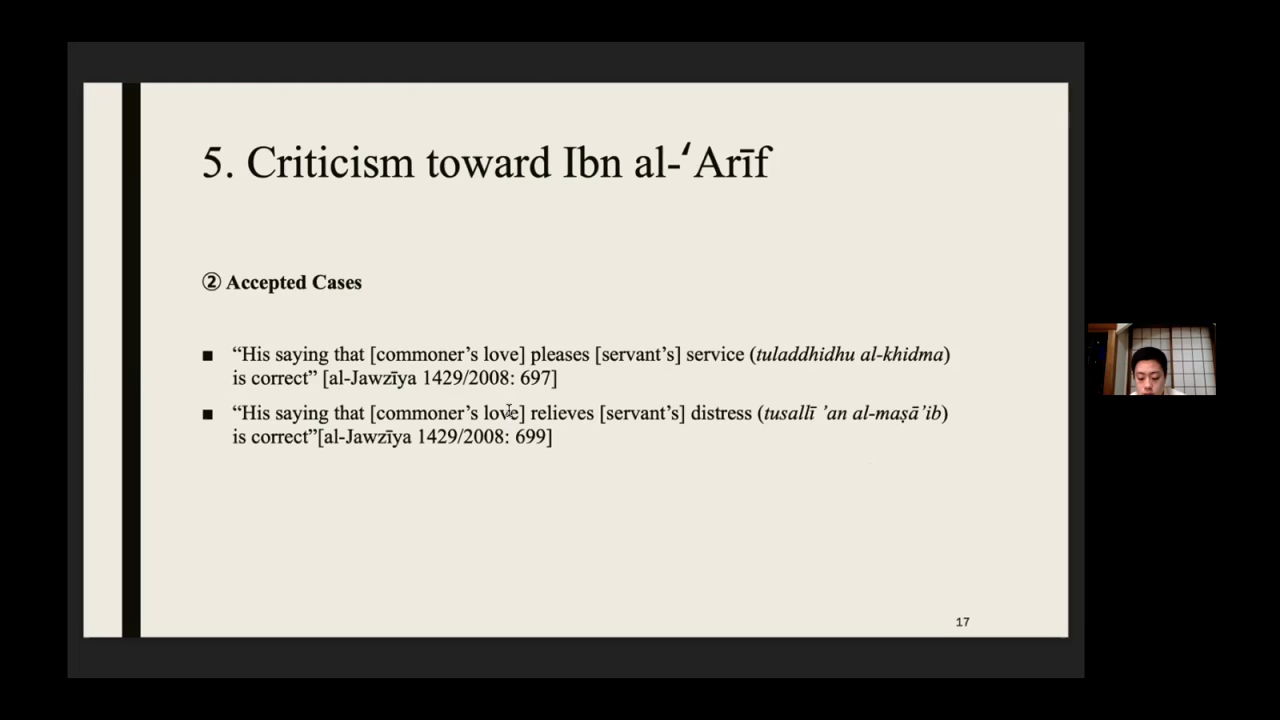 5. Criticism toward Ibn al-ʻArīf
② Accepted Cases
■ “His saying that [commoner’s love] pleases [servant’s] service (tuladdhidhu al-khidma)
is correct” [al-Jawzīya 1429/2008: 697]
■ “His saying that [commoner’s love] relieves [servant’s] distress (tusallī ’an al-maṣā’ib)
is correct”[al-Jawzīya 1429/2008: 699]
17